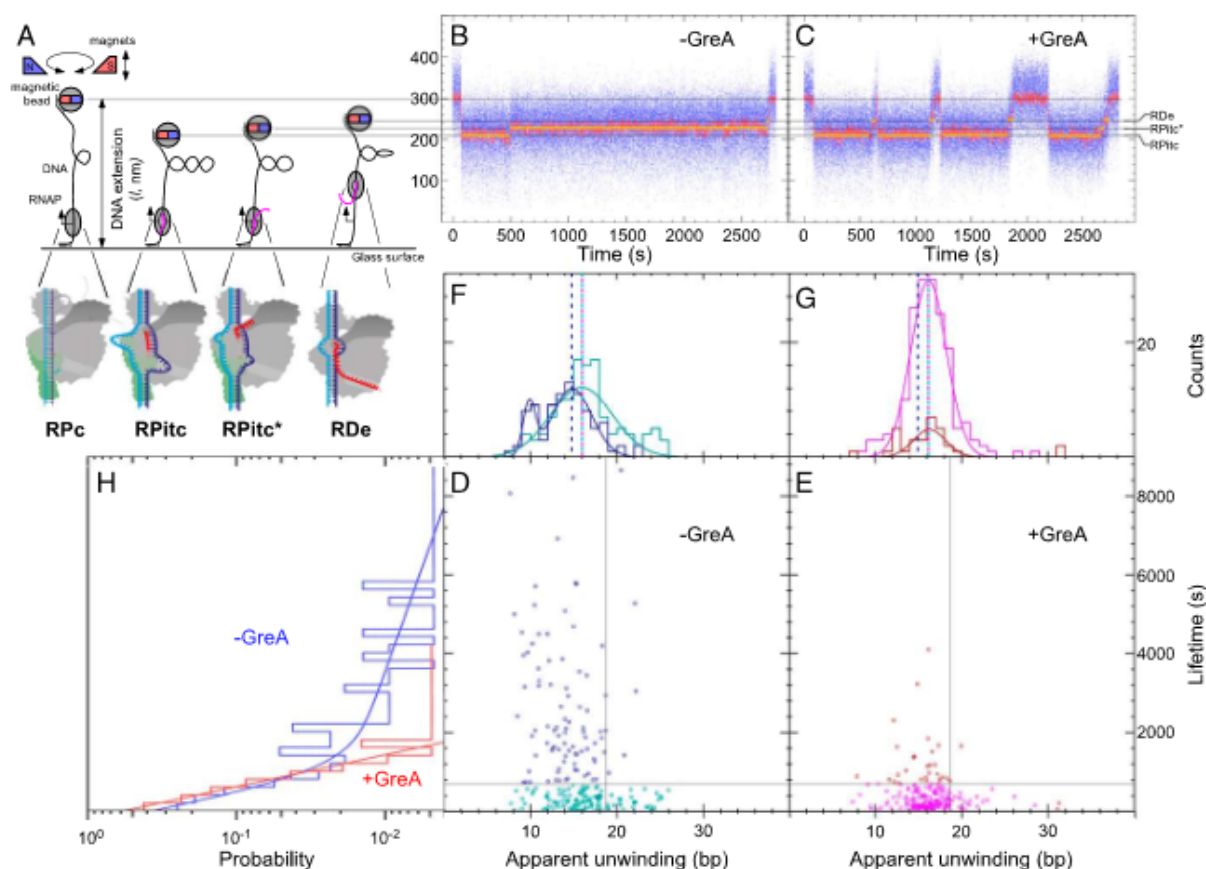 A
magnets
N
S
magnetic
bead
DNA
RNAP
DNA extension
(l, nm)
Glass surface
RPc
RPitc
RPitc*
RDe
B
-GreA
400
300
200
100
0
500
1000
1500
2000
2500
Time (s)
C
+GreA
RDe
RPitc*
RPitc
0
500
1000
1500
2000
2500
Time (s)
F
G
20
Counts
H
-GreA
+GreA
10⁰
10⁻¹
10⁻²
Probability
D
-GreA
10
20
30
Apparent unwinding (bp)
E
+GreA
8000
6000
4000
2000
0
Lifetime (s)
10
20
30
Apparent unwinding (bp)